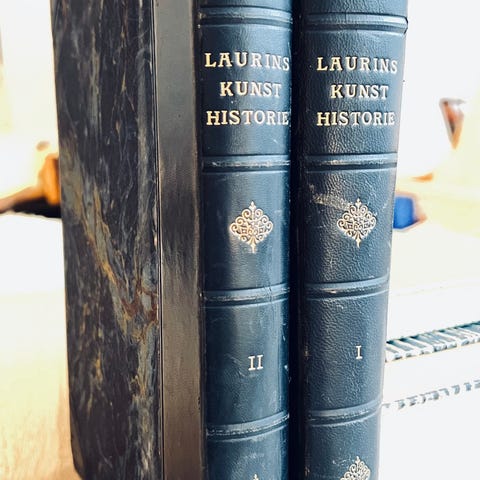 LAURINS
KUNST
HISTORIE
II
LAURINS
KUNST
HISTORIE
I